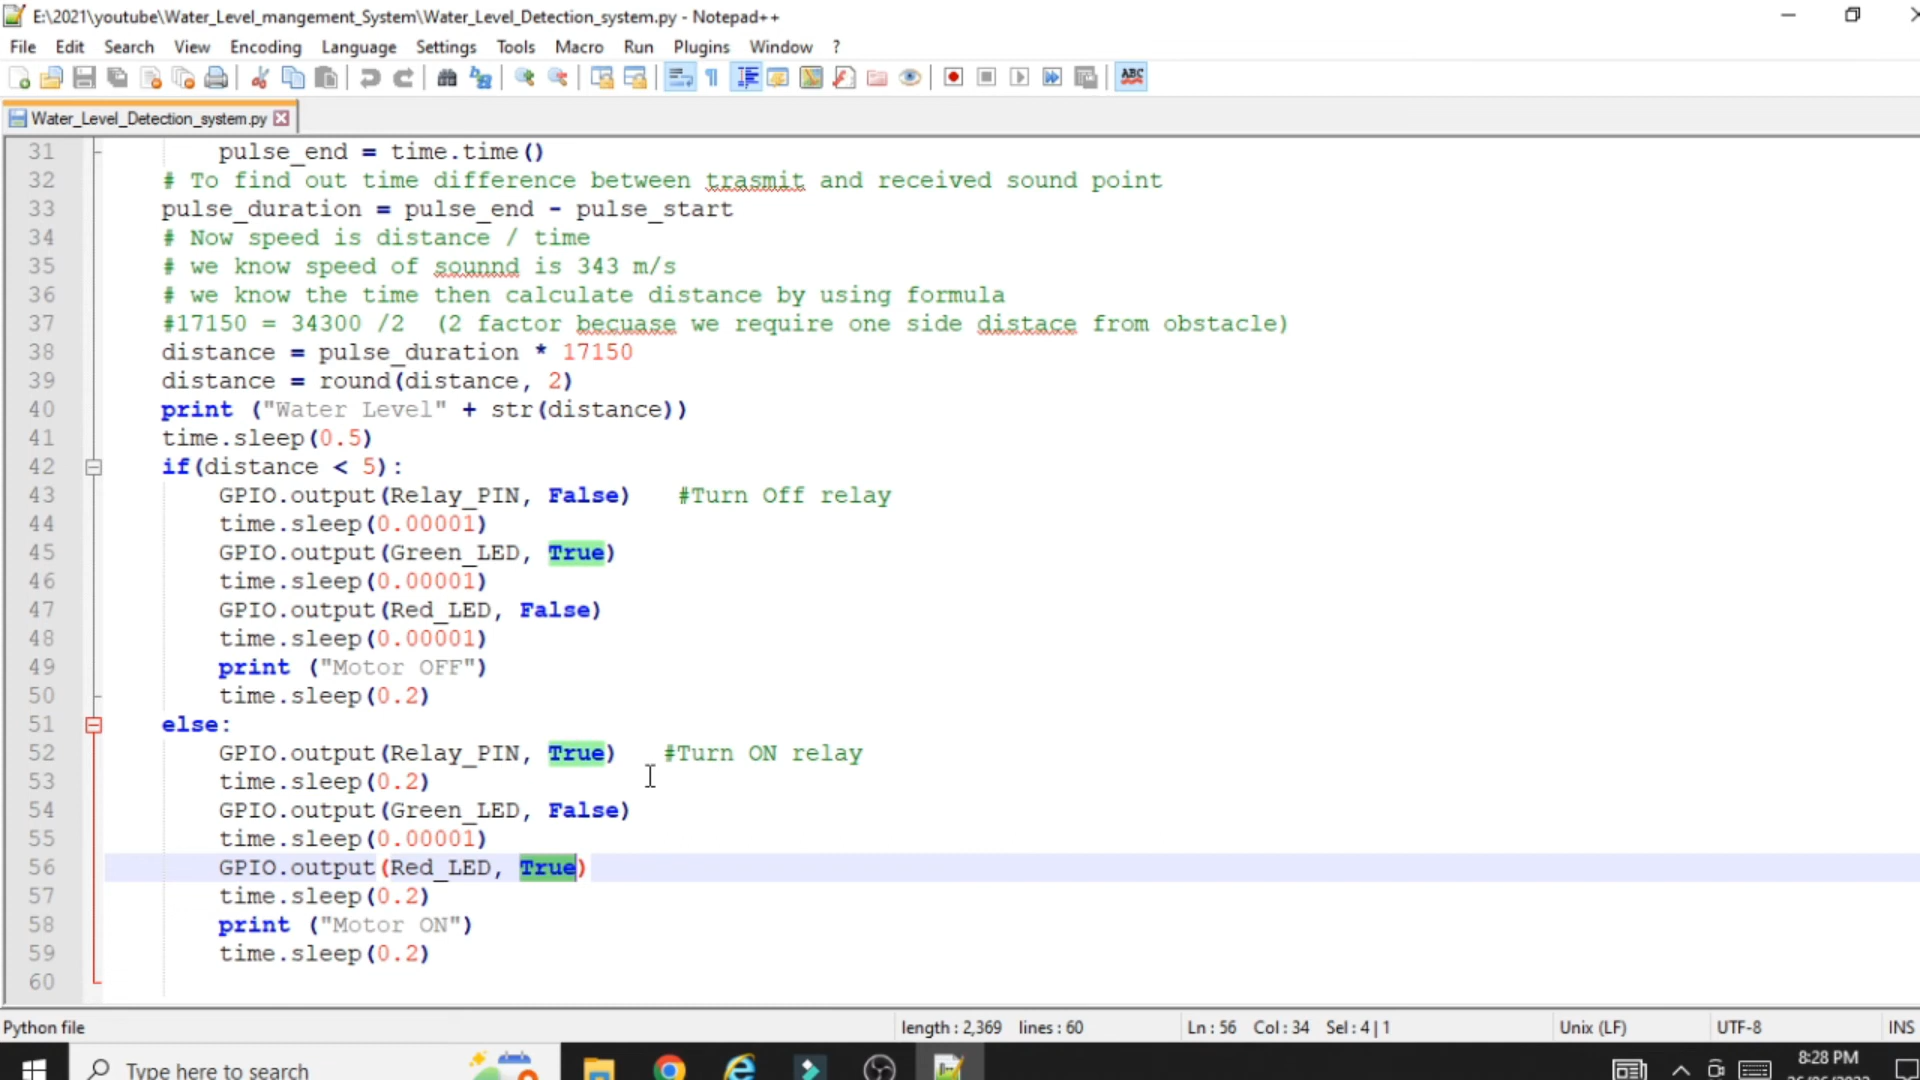 E:\2021\youtube\Water_Level_mangement_System\Water_Level_Detection_system.py - Notepad++
File Edit Search View Encoding Language Settings Tools Macro Run Plugins Window ?
ABC
Water_Level_Detection_system.py
31 pulse_end = time.time()
32 # To find out time difference between trasmit and received sound point
33 pulse_duration = pulse_end - pulse_start
34 # Now speed is distance / time
35 # we know speed of sounnd is 343 m/s
36 # we know the time then calculate distance by using formula
37 #17150 = 34300 /2  (2 factor becuase we require one side distace from obstacle)
38 distance = pulse_duration * 17150
39 distance = round(distance, 2)
40 print ("Water Level" + str(distance))
41 time.sleep(0.5)
42 if(distance < 5):
43 GPIO.output(Relay_PIN, False)   #Turn Off relay
44 time.sleep(0.00001)
45 GPIO.output(Green_LED, True)
46 time.sleep(0.00001)
47 GPIO.output(Red_LED, False)
48 time.sleep(0.00001)
49 print ("Motor OFF")
50 time.sleep(0.2)
51 else:
52 GPIO.output(Relay_PIN, True)   #Turn ON relay
53 time.sleep(0.2)
54 GPIO.output(Green_LED, False)
55 time.sleep(0.00001)
56 GPIO.output(Red_LED, True)
57 time.sleep(0.2)
58 print ("Motor ON")
59 time.sleep(0.2)
60
Python file length : 2,369 lines : 60 Ln : 56 Col : 34 Sel : 4 | 1 Unix (LF) UTF-8 INS
Type here to search 8:28 PM